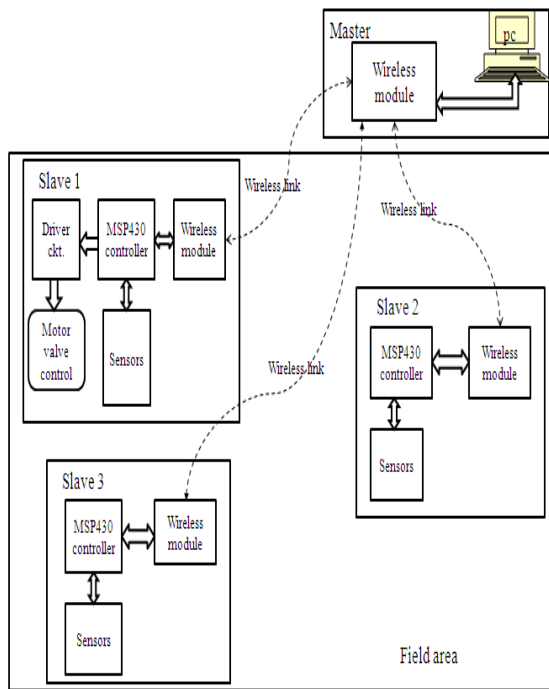 Master
pc
Wireless
module
Wireless link
Wireless link
Wireless link
Slave 1
Driver
ckt.
MSP430
controller
Wireless
module
Motor
valve
control
Sensors
Slave 2
MSP430
controller
Wireless
module
Sensors
Slave 3
MSP430
controller
Wireless
module
Sensors
Field area